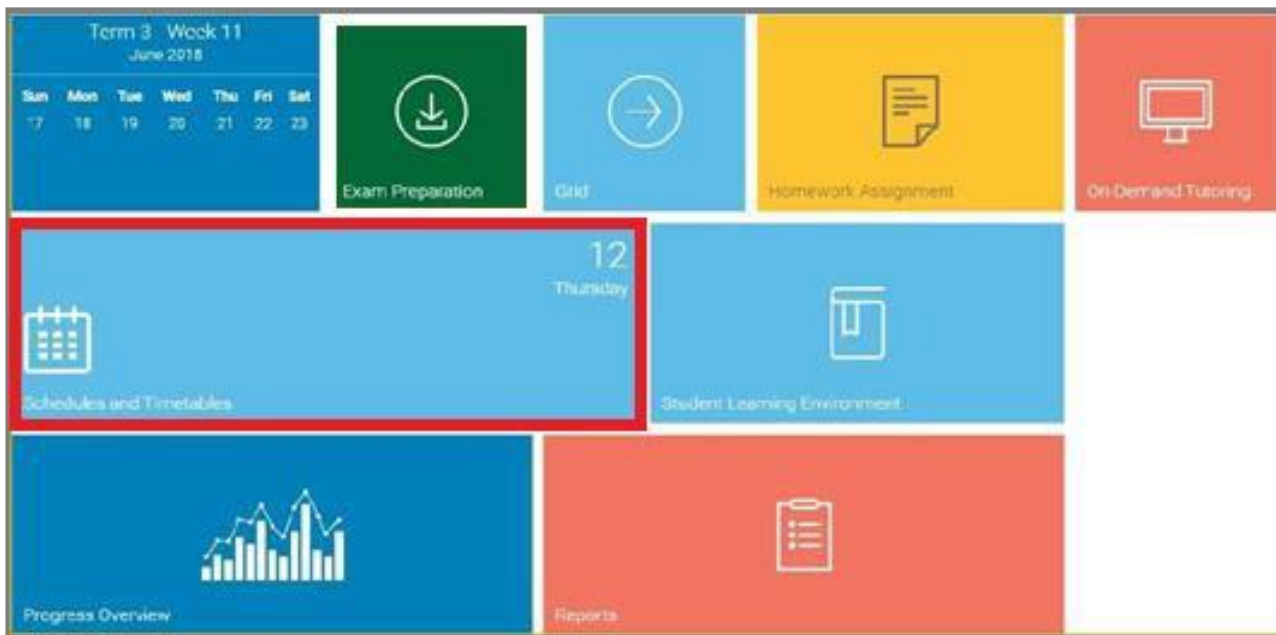 Term 3 Week 11
June 2018
Sun Mon Tue Wed Thu Fri Sat
17 18 19 20 21 22 23
Exam Preparation
Grid
Homework Assignment
On-Demand Tutoring
12
Thursday
Schedules and Timetables
Student Learning Environment
Progress Overview
Reports